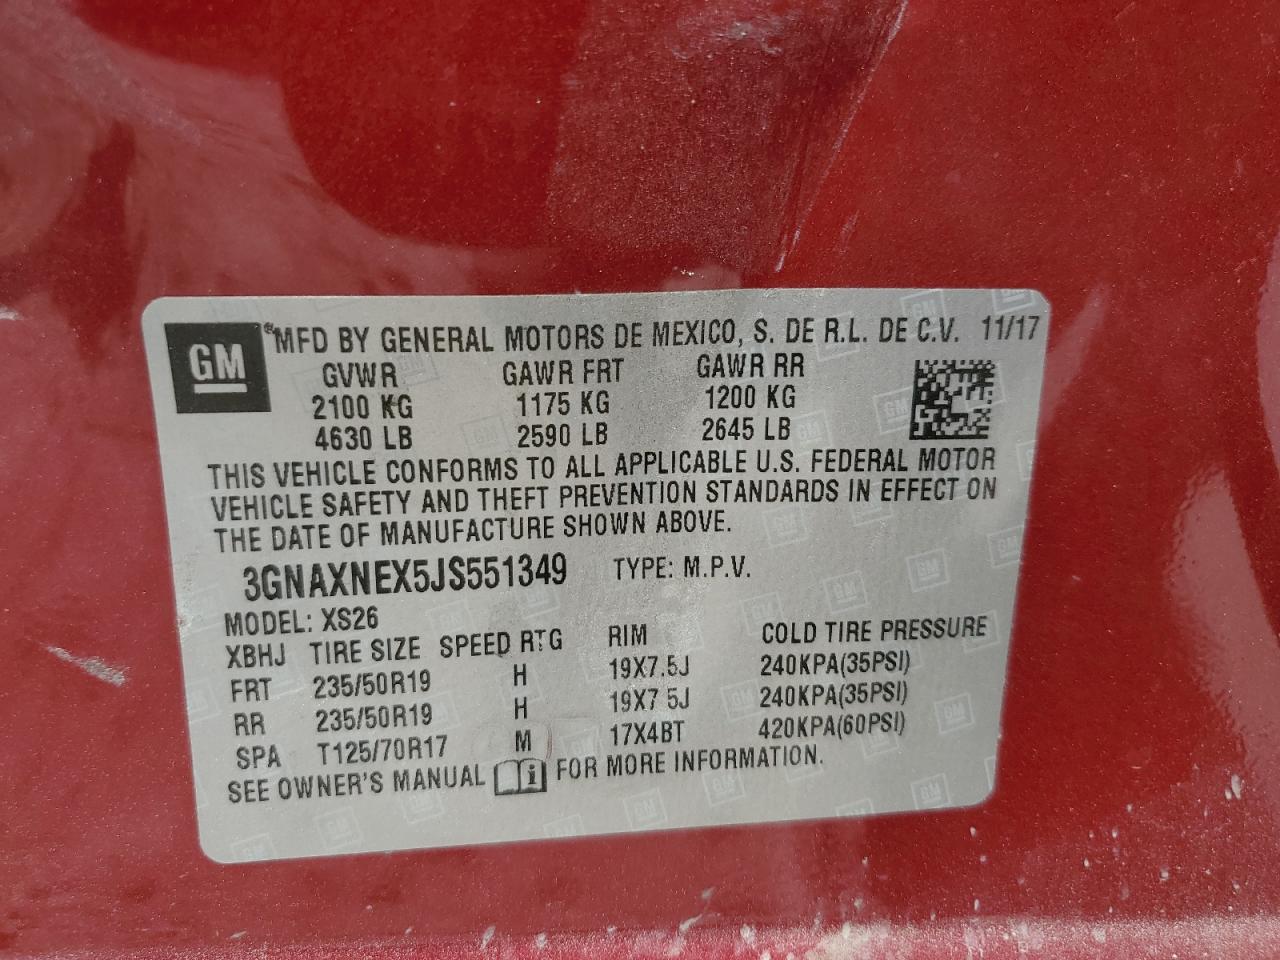 GM ® MFD BY GENERAL MOTORS DE MEXICO, S. DE R.L. DE C.V. 11/17
GVWR GAWR FRT GAWR RR
2100 KG 1175 KG 1200 KG
4630 LB 2590 LB 2645 LB
THIS VEHICLE CONFORMS TO ALL APPLICABLE U.S. FEDERAL MOTOR
VEHICLE SAFETY AND THEFT PREVENTION STANDARDS IN EFFECT ON
THE DATE OF MANUFACTURE SHOWN ABOVE.
3GNAXNEX5JS551349 TYPE: M.P.V.
MODEL: XS26
XBHJ TIRE SIZE SPEED RTG RIM COLD TIRE PRESSURE
FRT 235/50R19 H 19X7.5J 240KPA(35PSI)
RR 235/50R19 H 19X7 5J 240KPA(35PSI)
SPA T125/70R17 M 17X4BT 420KPA(60PSI)
SEE OWNER'S MANUAL i FOR MORE INFORMATION.